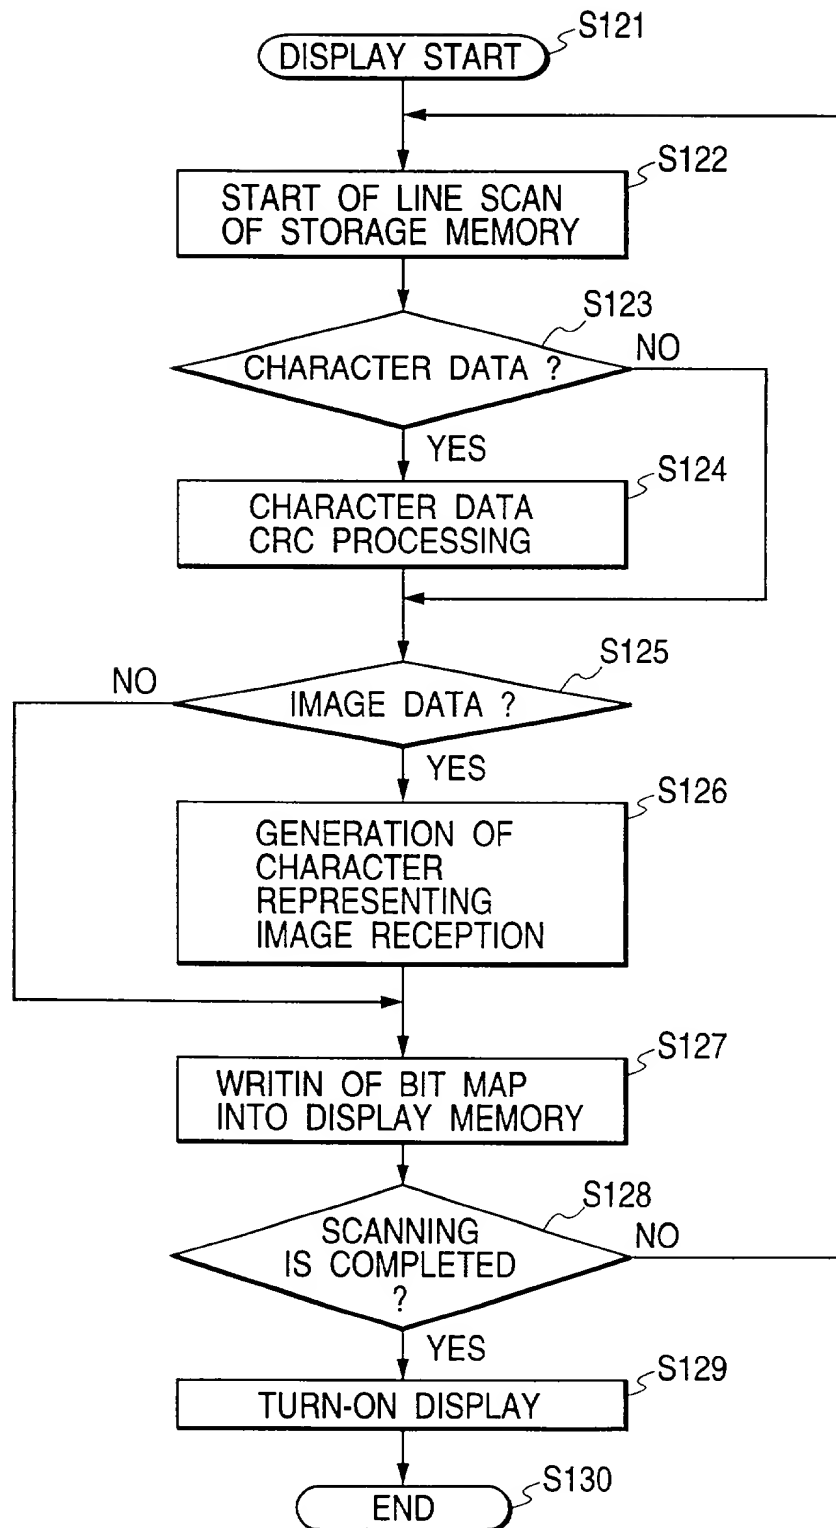 DISPLAY START
S121
S122
START OF LINE SCAN
OF STORAGE MEMORY
S123
CHARACTER DATA ?
NO
YES
S124
CHARACTER DATA
CRC PROCESSING
S125
NO
IMAGE DATA ?
YES
S126
GENERATION OF
CHARACTER
REPRESENTING
IMAGE RECEPTION
S127
WRITIN OF BIT MAP
INTO DISPLAY MEMORY
S128
SCANNING
IS COMPLETED
?
NO
YES
S129
TURN-ON DISPLAY
S130
END